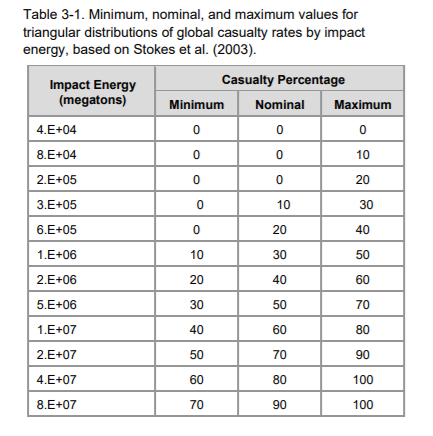 Table 3-1. Minimum, nominal, and maximum values for
triangular distributions of global casualty rates by impact
energy, based on Stokes et al. (2003).
Impact Energy
(megatons)
Casualty Percentage
Minimum Nominal Maximum
4.E+04 0 0 0
8.E+04 0 0 10
2.E+05 0 0 20
3.E+05 0 10 30
6.E+05 0 20 40
1.E+06 10 30 50
2.E+06 20 40 60
5.E+06 30 50 70
1.E+07 40 60 80
2.E+07 50 70 90
4.E+07 60 80 100
8.E+07 70 90 100